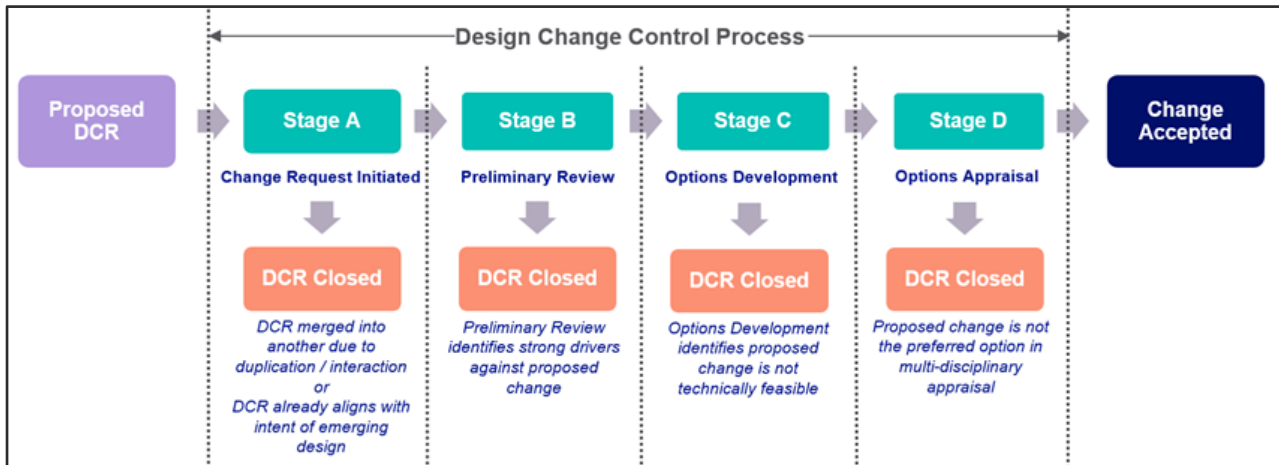 Design Change Control Process
Proposed
DCR
Stage A
Stage B
Stage C
Stage D
Change
Accepted
Change Request Initiated
Preliminary Review
Options Development
Options Appraisal
DCR Closed
DCR Closed
DCR Closed
DCR Closed
DCR merged into
another due to
duplication / interaction
or
DCR already aligns with
intent of emerging
design
Preliminary Review
identifies strong drivers
against proposed
change
Options Development
identifies proposed
change is not
technically feasible
Proposed change is not
the preferred option in
multi-disciplinary
appraisal